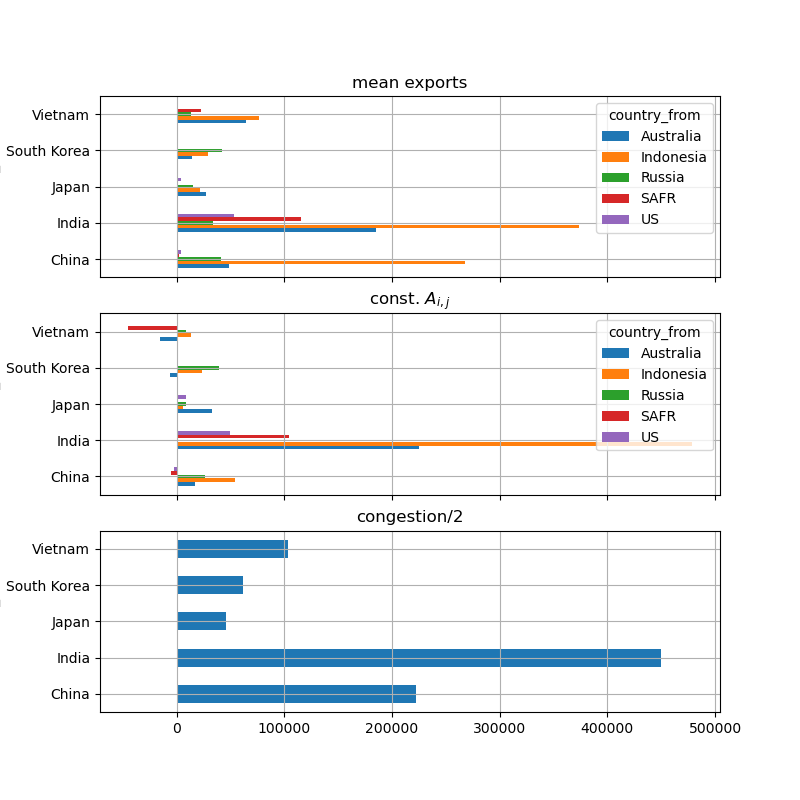 mean exports
Vietnam
South Korea
Japan
India
China
country_from
Australia
Indonesia
Russia
SAFR
US
const. $A_{i,j}$
Vietnam
South Korea
Japan
India
China
country_from
Australia
Indonesia
Russia
SAFR
US
congestion/2
Vietnam
South Korea
Japan
India
China
0 100000 200000 300000 400000 500000